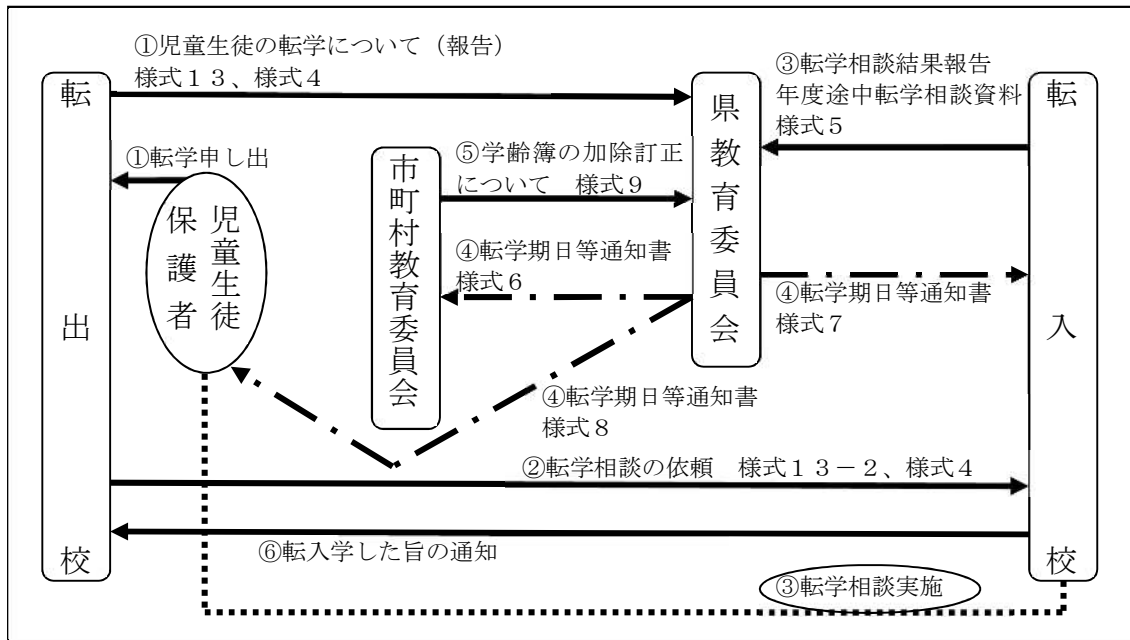 ①児童生徒の転学について（報告）
様式１３、様式４
③転学相談結果報告
年度途中転学相談資料
様式５
転出校
①転学申し出
児童生徒
保護者
市町村教育委員会
⑤学齢簿の加除訂正
について　様式９
県教育委員会
転入校
④転学期日等通知書
様式６
④転学期日等通知書
様式７
④転学期日等通知書
様式８
②転学相談の依頼　様式１３－２、様式４
⑥転入学した旨の通知
③転学相談実施